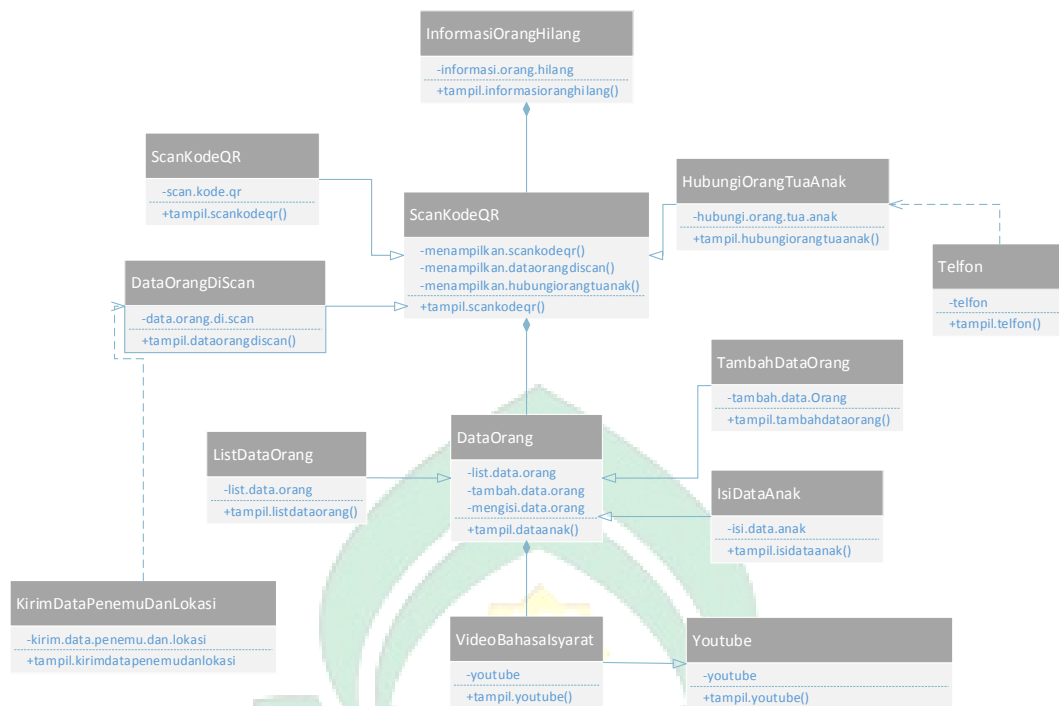 InformasiOrangHilang
-informasi.orang.hilang
+tampil.informasioranghilang()
ScanKodeQR
-scan.kode.qr
+tampil.scankodeqr()
ScanKodeQR
-menampilkan.scankodeqr()
-menampilkan.dataorangdiscan()
-menampilkan.hubungiorangtuanak()
+tampil.scankodeqr()
HubungiOrangTuaAnak
-hubungi.orang.tua.anak
+tampil.hubungiorangtuaanak()
Telfon
-telfon
+tampil.telfon()
DataOrangDiScan
-data.orang.di.scan
+tampil.dataorangdiscan()
TambahDataOrang
-tambah.data.Orang
+tampil.tambahdataorang()
ListDataOrang
-list.data.orang
+tampil.listdataorang()
DataOrang
-list.data.orang
-tambah.data.orang
-mengisi.data.orang
+tampil.dataanak()
IsiDataAnak
-isi.data.anak
+tampil.isidataanak()
KirimDataPenemuDanLokasi
-kirim.data.penemu.dan.lokasi
+tampil.kirimdatapenemudanlokasi
VideoBahasaIsyarat
-youtube
+tampil.youtube()
Youtube
-youtube
+tampil.youtube()